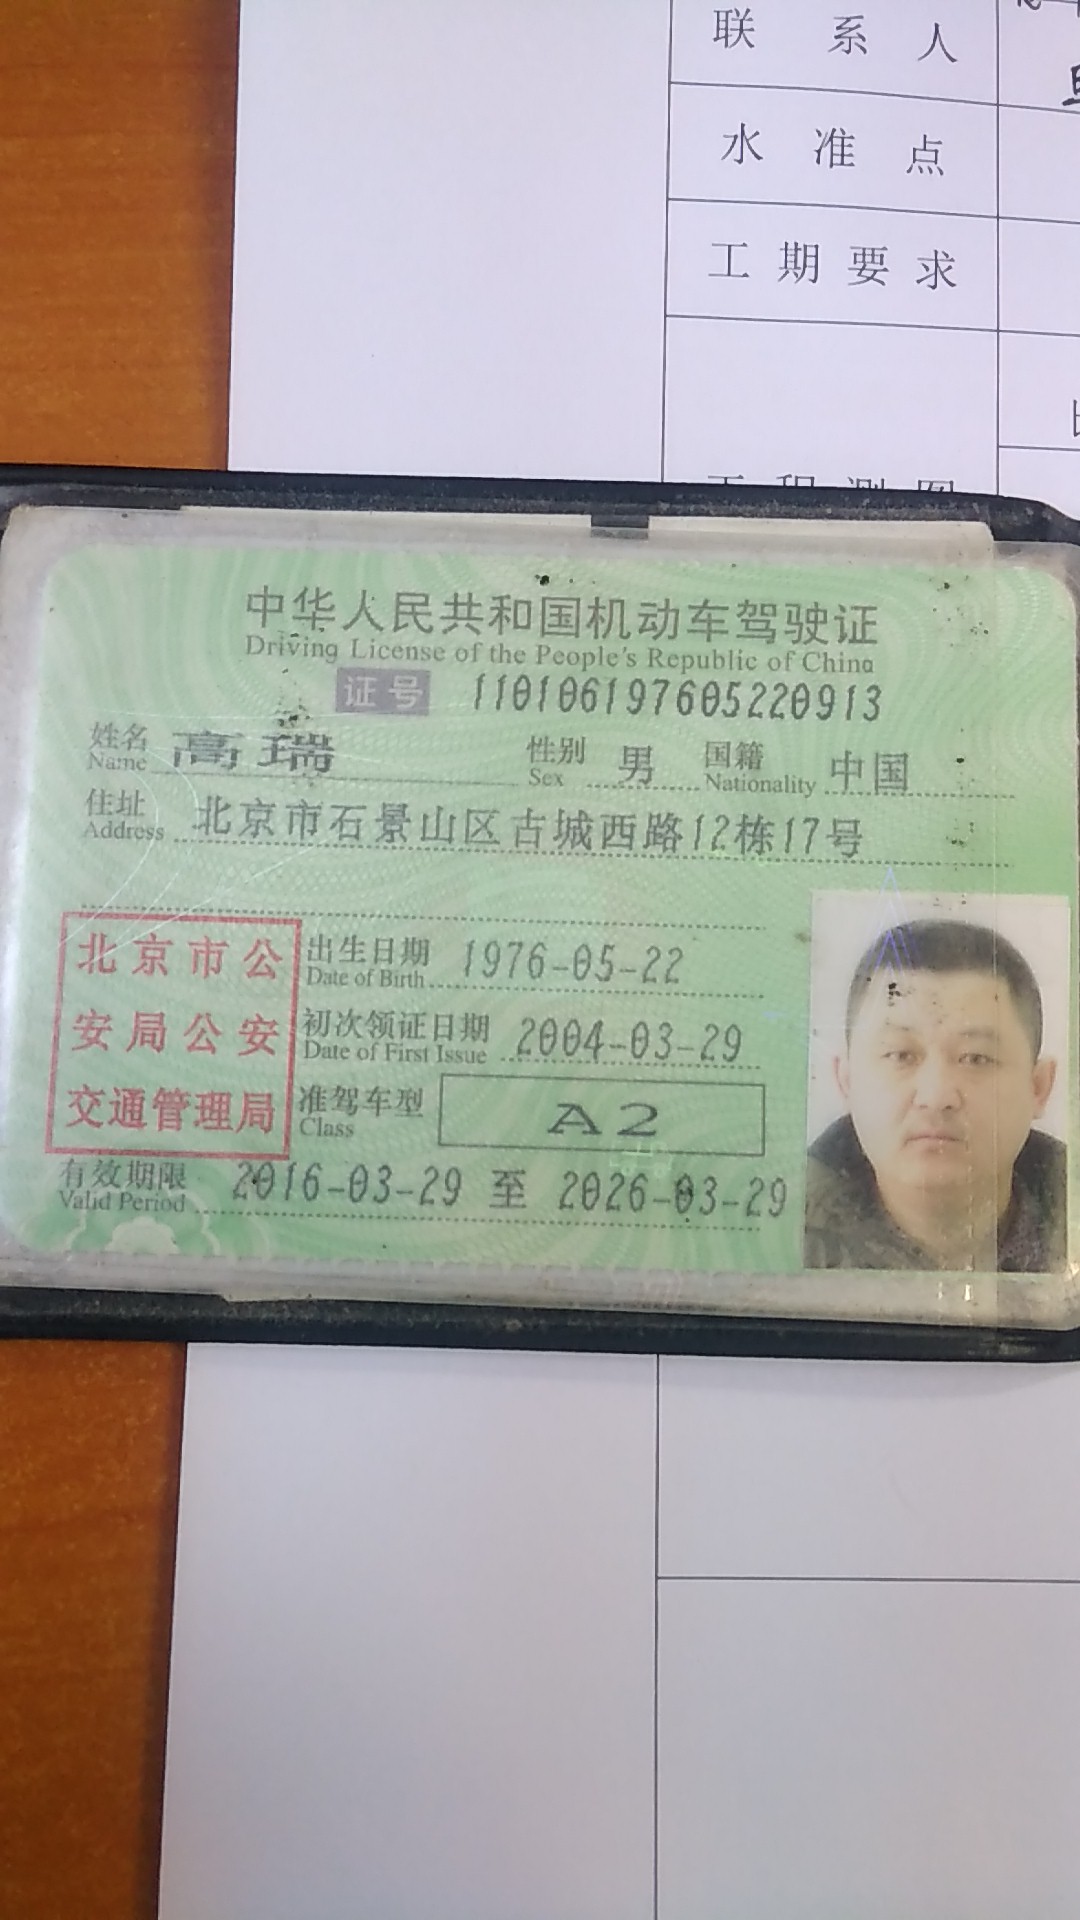 联系人
水准点
工期要求
工程测图
中华人民共和国机动车驾驶证
Driving License of the People's Republic of China
证号 110106197605220913
姓名 高瑞 性别 男 国籍 中国
Name Sex Nationality
住址 北京市石景山区古城西路12栋17号
Address
北京市公
安局公安
交通管理局
出生日期 1976-05-22
Date of Birth
初次领证日期 2004-03-29
Date of First Issue
准驾车型 A2
Class
有效期限 2016-03-29 至 2026-03-29
Valid Period